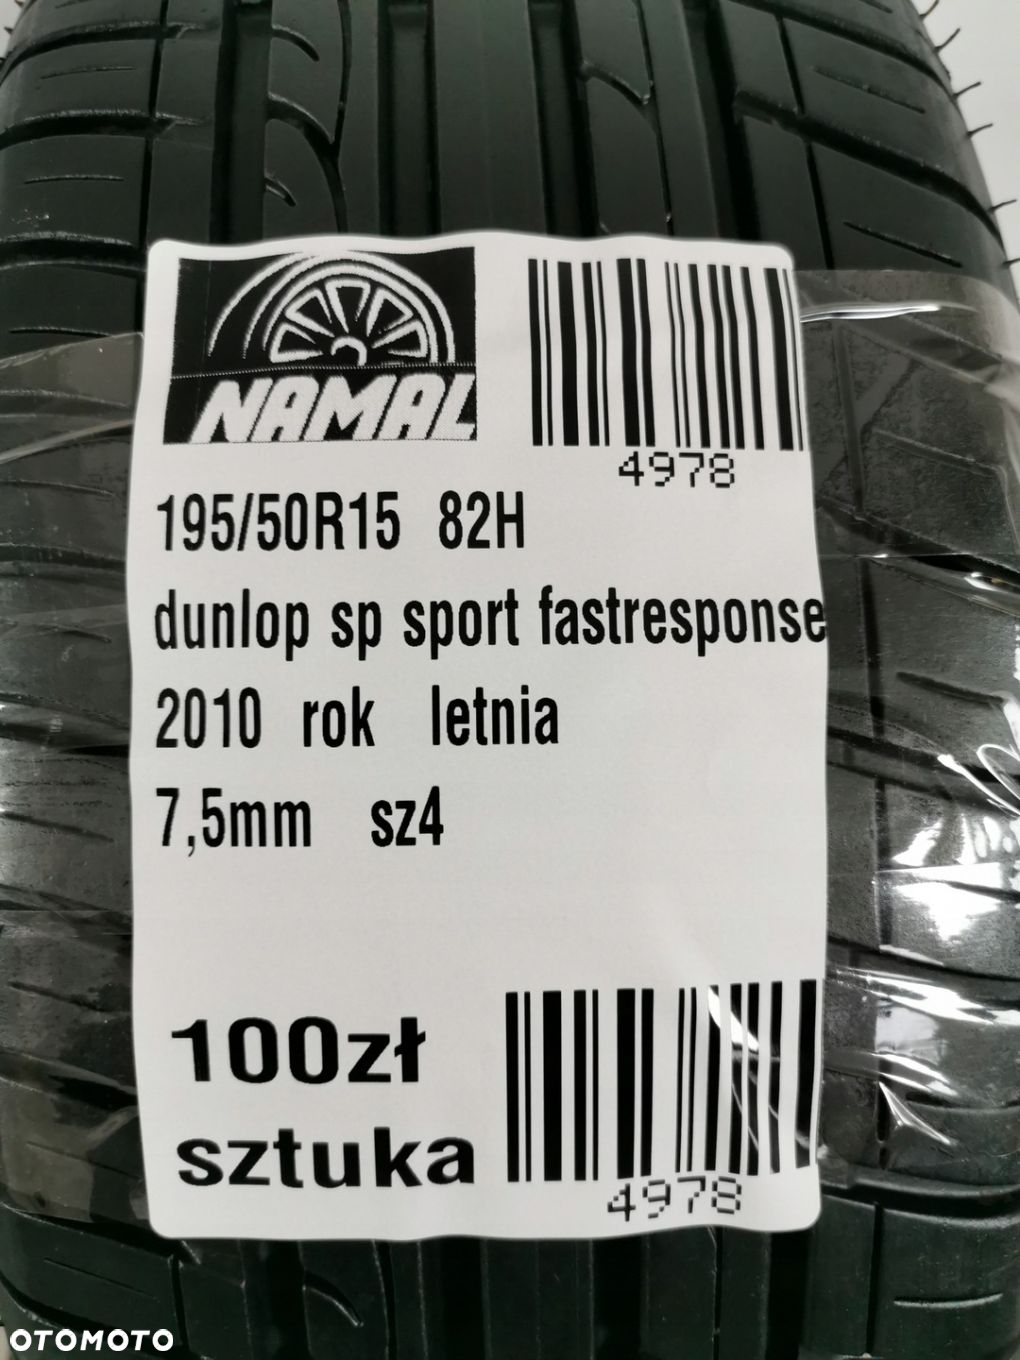 NAMAL
4978
195/50R15 82H
dunlop sp sport fastresponse
2010 rok letnia
7,5mm sz4
100zł
sztuka
4978
OTOMOTO